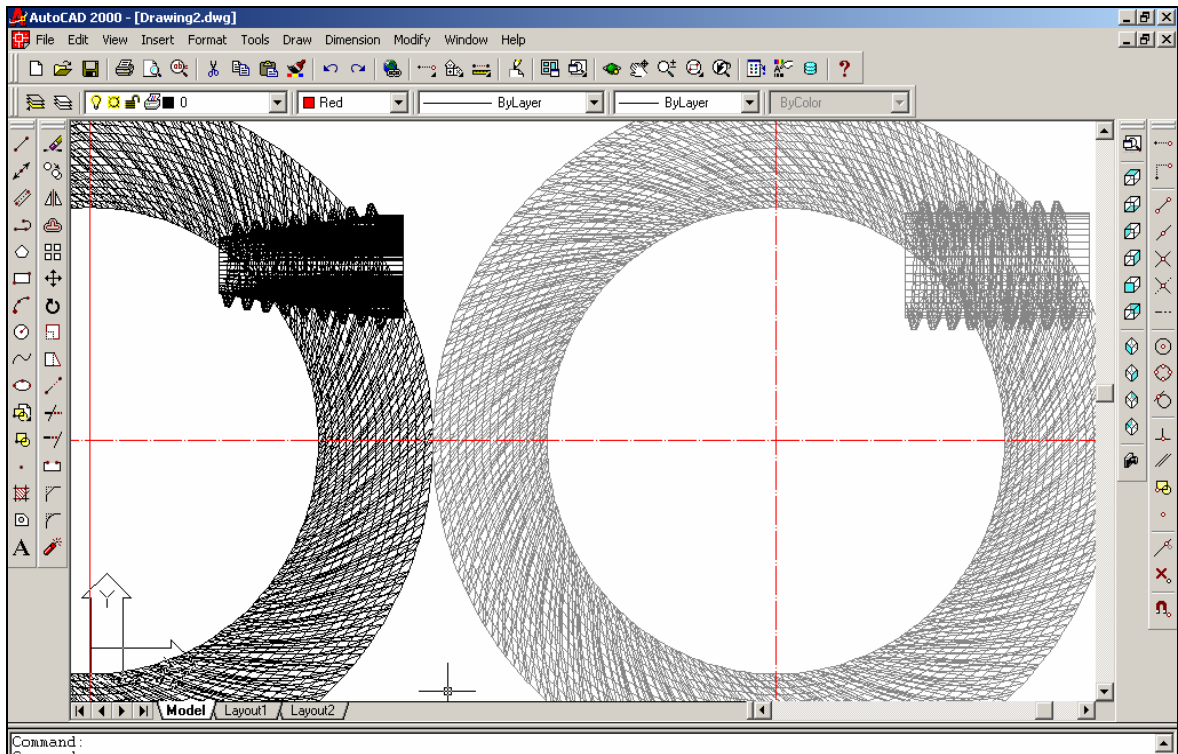 AutoCAD 2000 - [Drawing2.dwg]
File Edit View Insert Format Tools Draw Dimension Modify Window Help
0 Red ByLayer ByLayer ByColor
A
Y
Model Layout1 Layout2
Command: